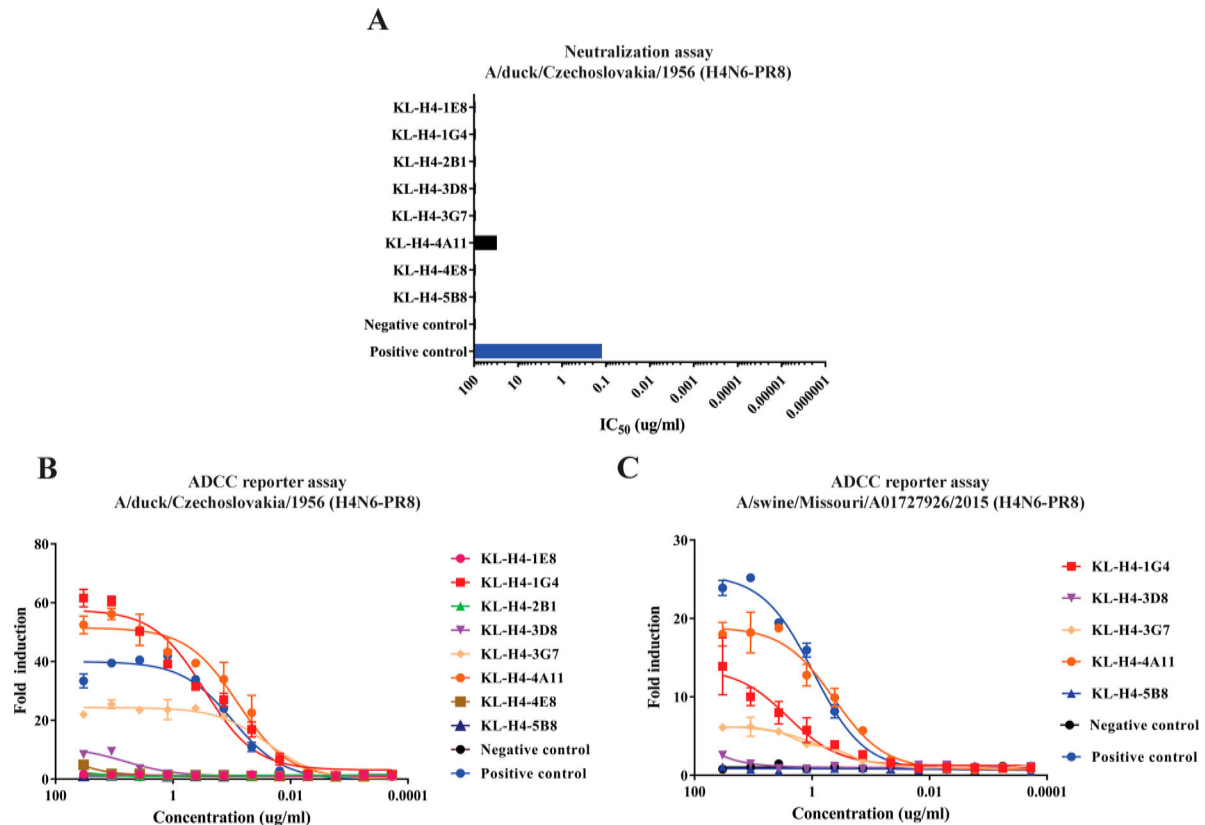 A
Neutralization assay
A/duck/Czechoslovakia/1956 (H4N6-PR8)
KL-H4-1E8
KL-H4-1G4
KL-H4-2B1
KL-H4-3D8
KL-H4-3G7
KL-H4-4A11
KL-H4-4E8
KL-H4-5B8
Negative control
Positive control
100 10 1 0.1 0.01 0.001 0.0001 0.00001 0.000001
IC50 (ug/ml)
B
ADCC reporter assay
A/duck/Czechoslovakia/1956 (H4N6-PR8)
Fold induction
80
60
40
20
0
100 1 0.01 0.0001
Concentration (ug/ml)
KL-H4-1E8
KL-H4-1G4
KL-H4-2B1
KL-H4-3D8
KL-H4-3G7
KL-H4-4A11
KL-H4-4E8
KL-H4-5B8
Negative control
Positive control
C
ADCC reporter assay
A/swine/Missouri/A01727926/2015 (H4N6-PR8)
Fold induction
30
20
10
0
100 1 0.01 0.0001
Concentration (ug/ml)
KL-H4-1G4
KL-H4-3D8
KL-H4-3G7
KL-H4-4A11
KL-H4-5B8
Negative control
Positive control